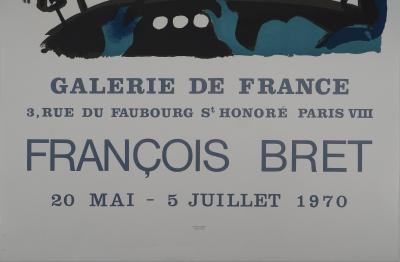 GALERIE DE FRANCE
3, RUE DU FAUBOURG St HONORÉ PARIS VIII
FRANÇOIS BRET
20 MAI - 5 JUILLET 1970